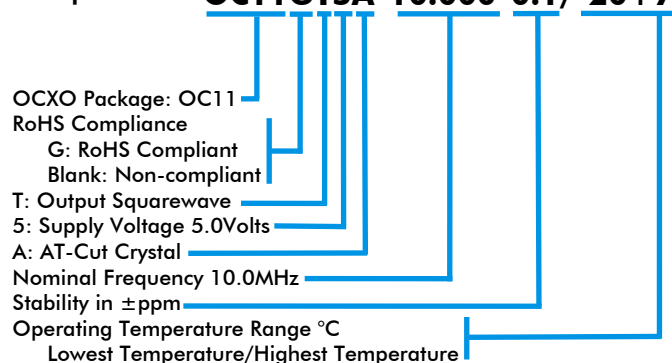 OCXO Package: OC11
RoHS Compliance
G: RoHS Compliant
Blank: Non-compliant
T: Output Squarewave
5: Supply Voltage 5.0Volts
A: AT-Cut Crystal
Nominal Frequency 10.0MHz
Stability in ±ppm
Operating Temperature Range °C
Lowest Temperature/Highest Temperature